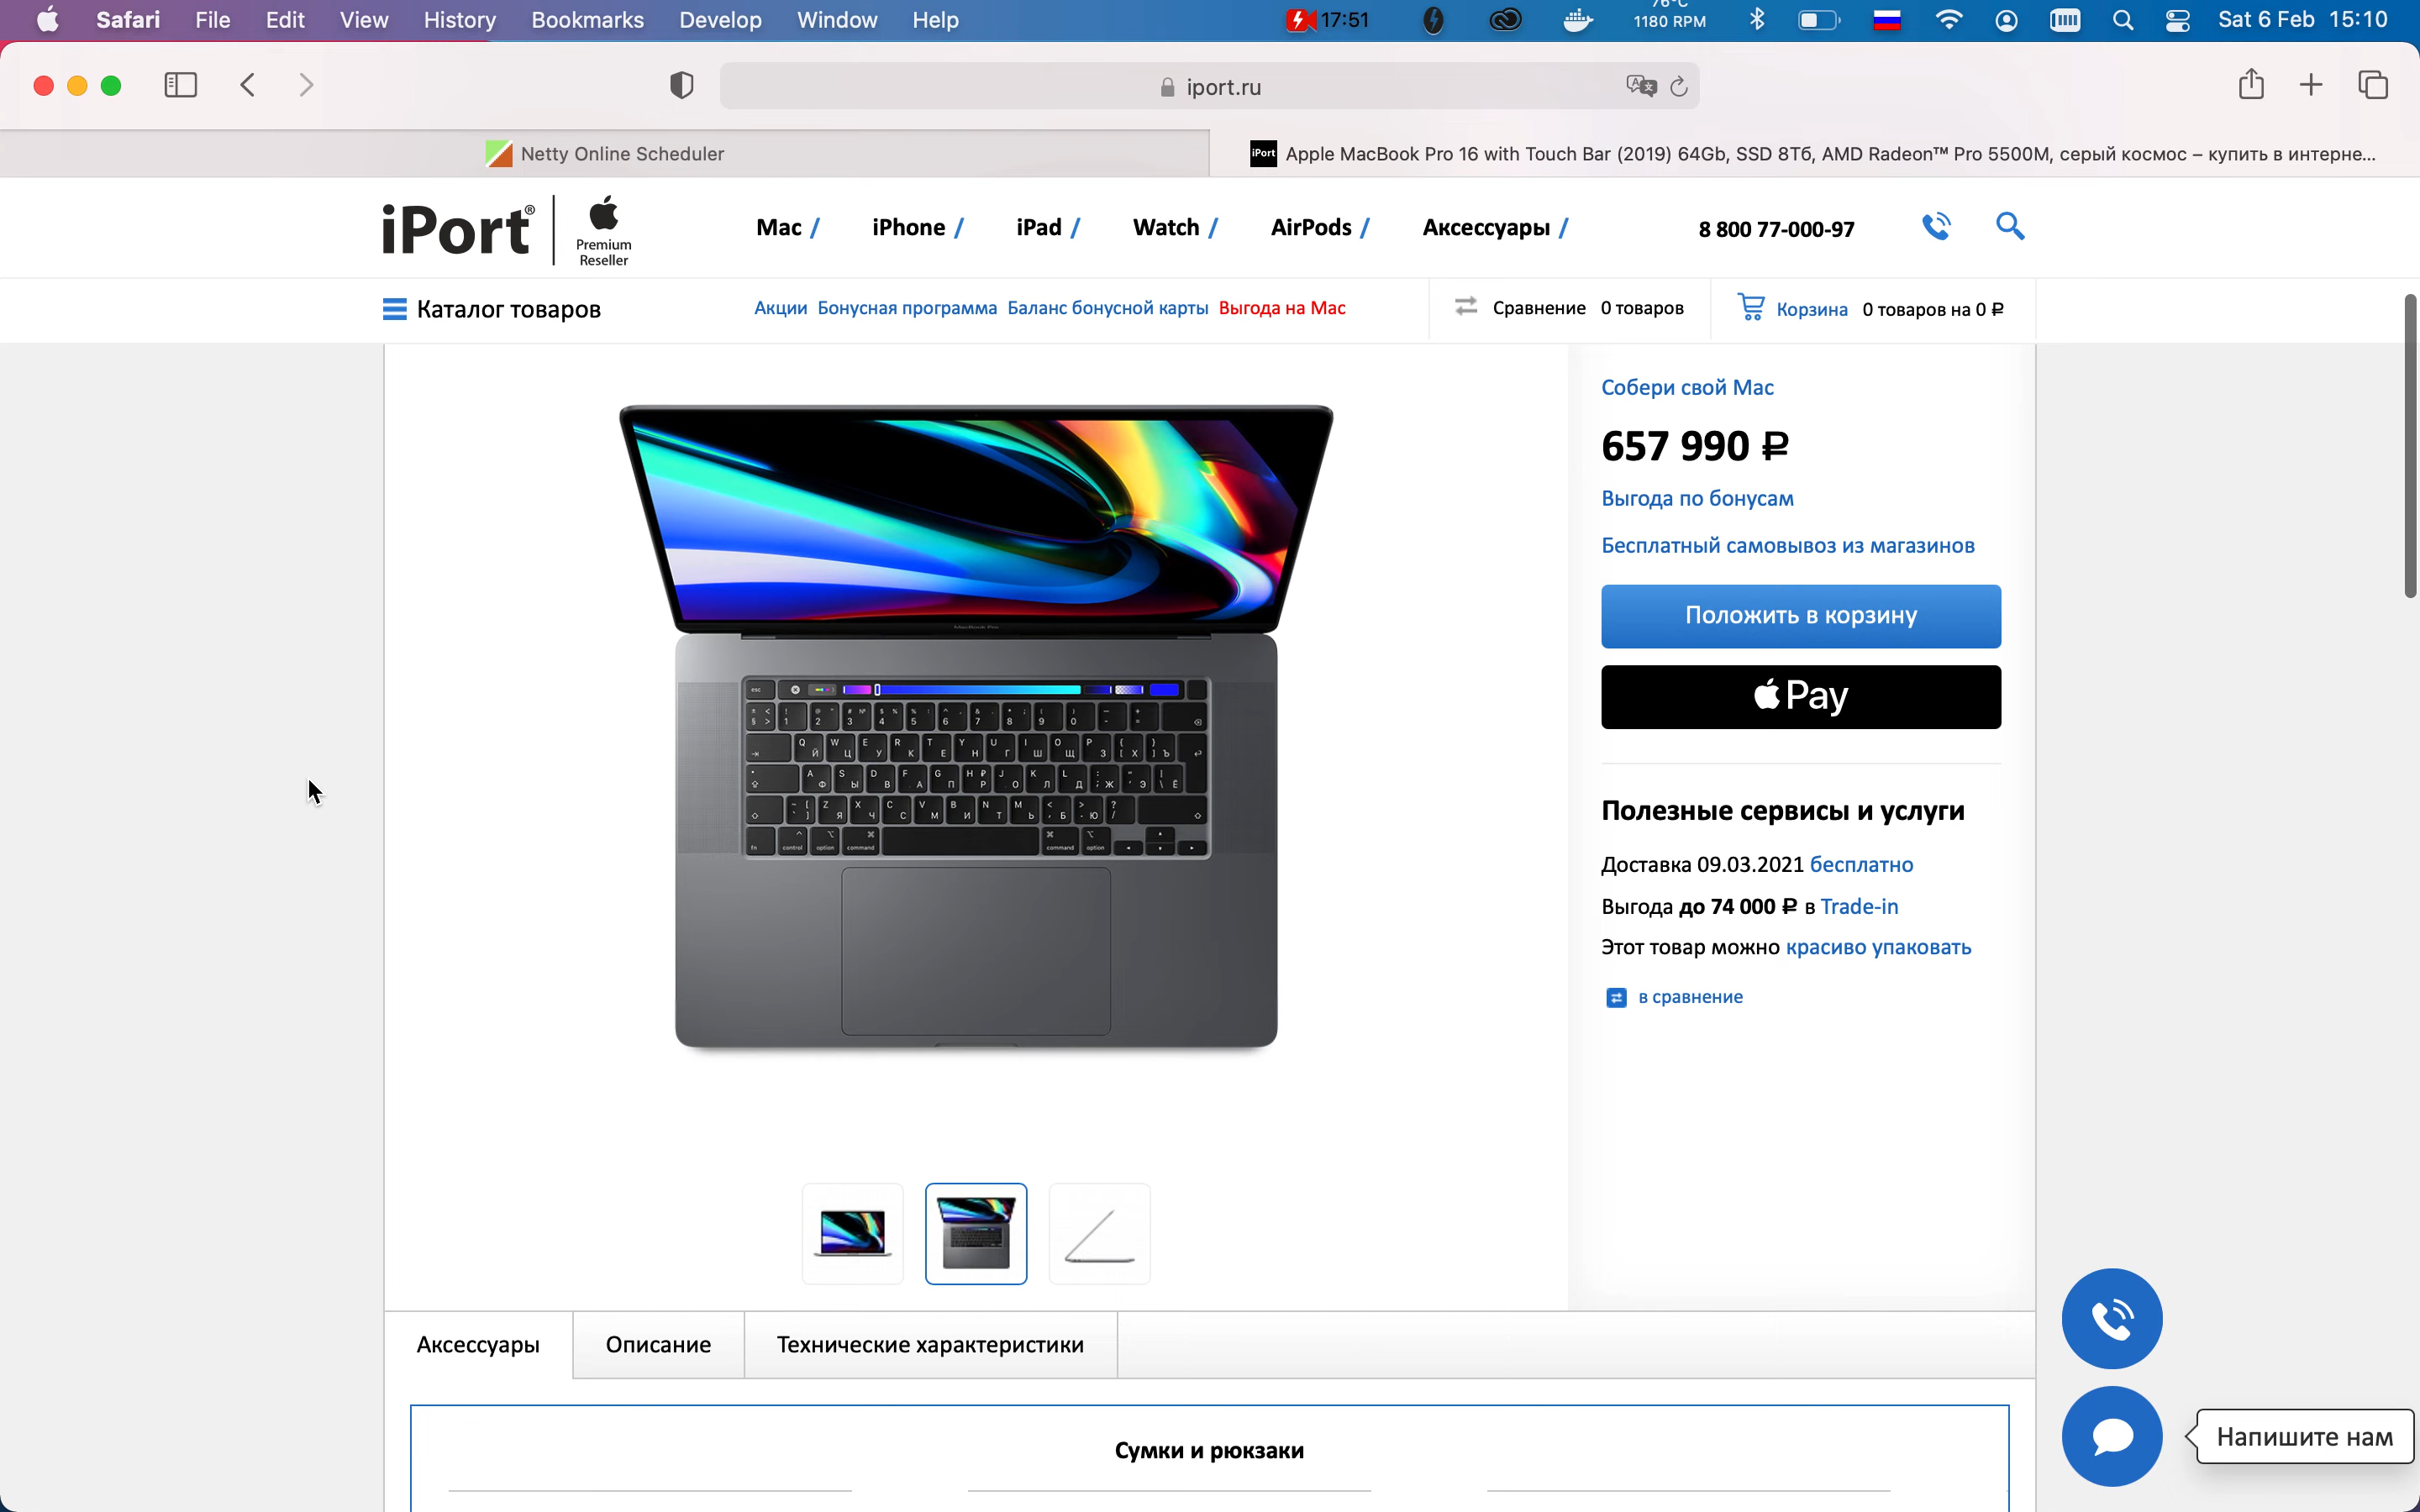 Safari File Edit View History Bookmarks Develop Window Help 17:51 1180 RPM Sat 6 Feb 15:10
iport.ru
Netty Online Scheduler
iPort Apple MacBook Pro 16 with Touch Bar (2019) 64Gb, SSD 8Тб, AMD Radeon™ Pro 5500M, серый космос – купить в интерне...
iPort®
Premium
Reseller
Mac / iPhone / iPad / Watch / AirPods / Аксессуары / 8 800 77-000-97
Каталог товаров
Акции Бонусная программа Баланс бонусной карты Выгода на Mac
Сравнение 0 товаров
Корзина 0 товаров на 0 ₽
Собери свой Mac
657 990 ₽
Выгода по бонусам
Бесплатный самовывоз из магазинов
Положить в корзину
Pay
Полезные сервисы и услуги
Доставка 09.03.2021 бесплатно
Выгода до 74 000 ₽ в Trade-in
Этот товар можно красиво упаковать
в сравнение
Аксессуары Описание Технические характеристики
Сумки и рюкзаки
Напишите нам